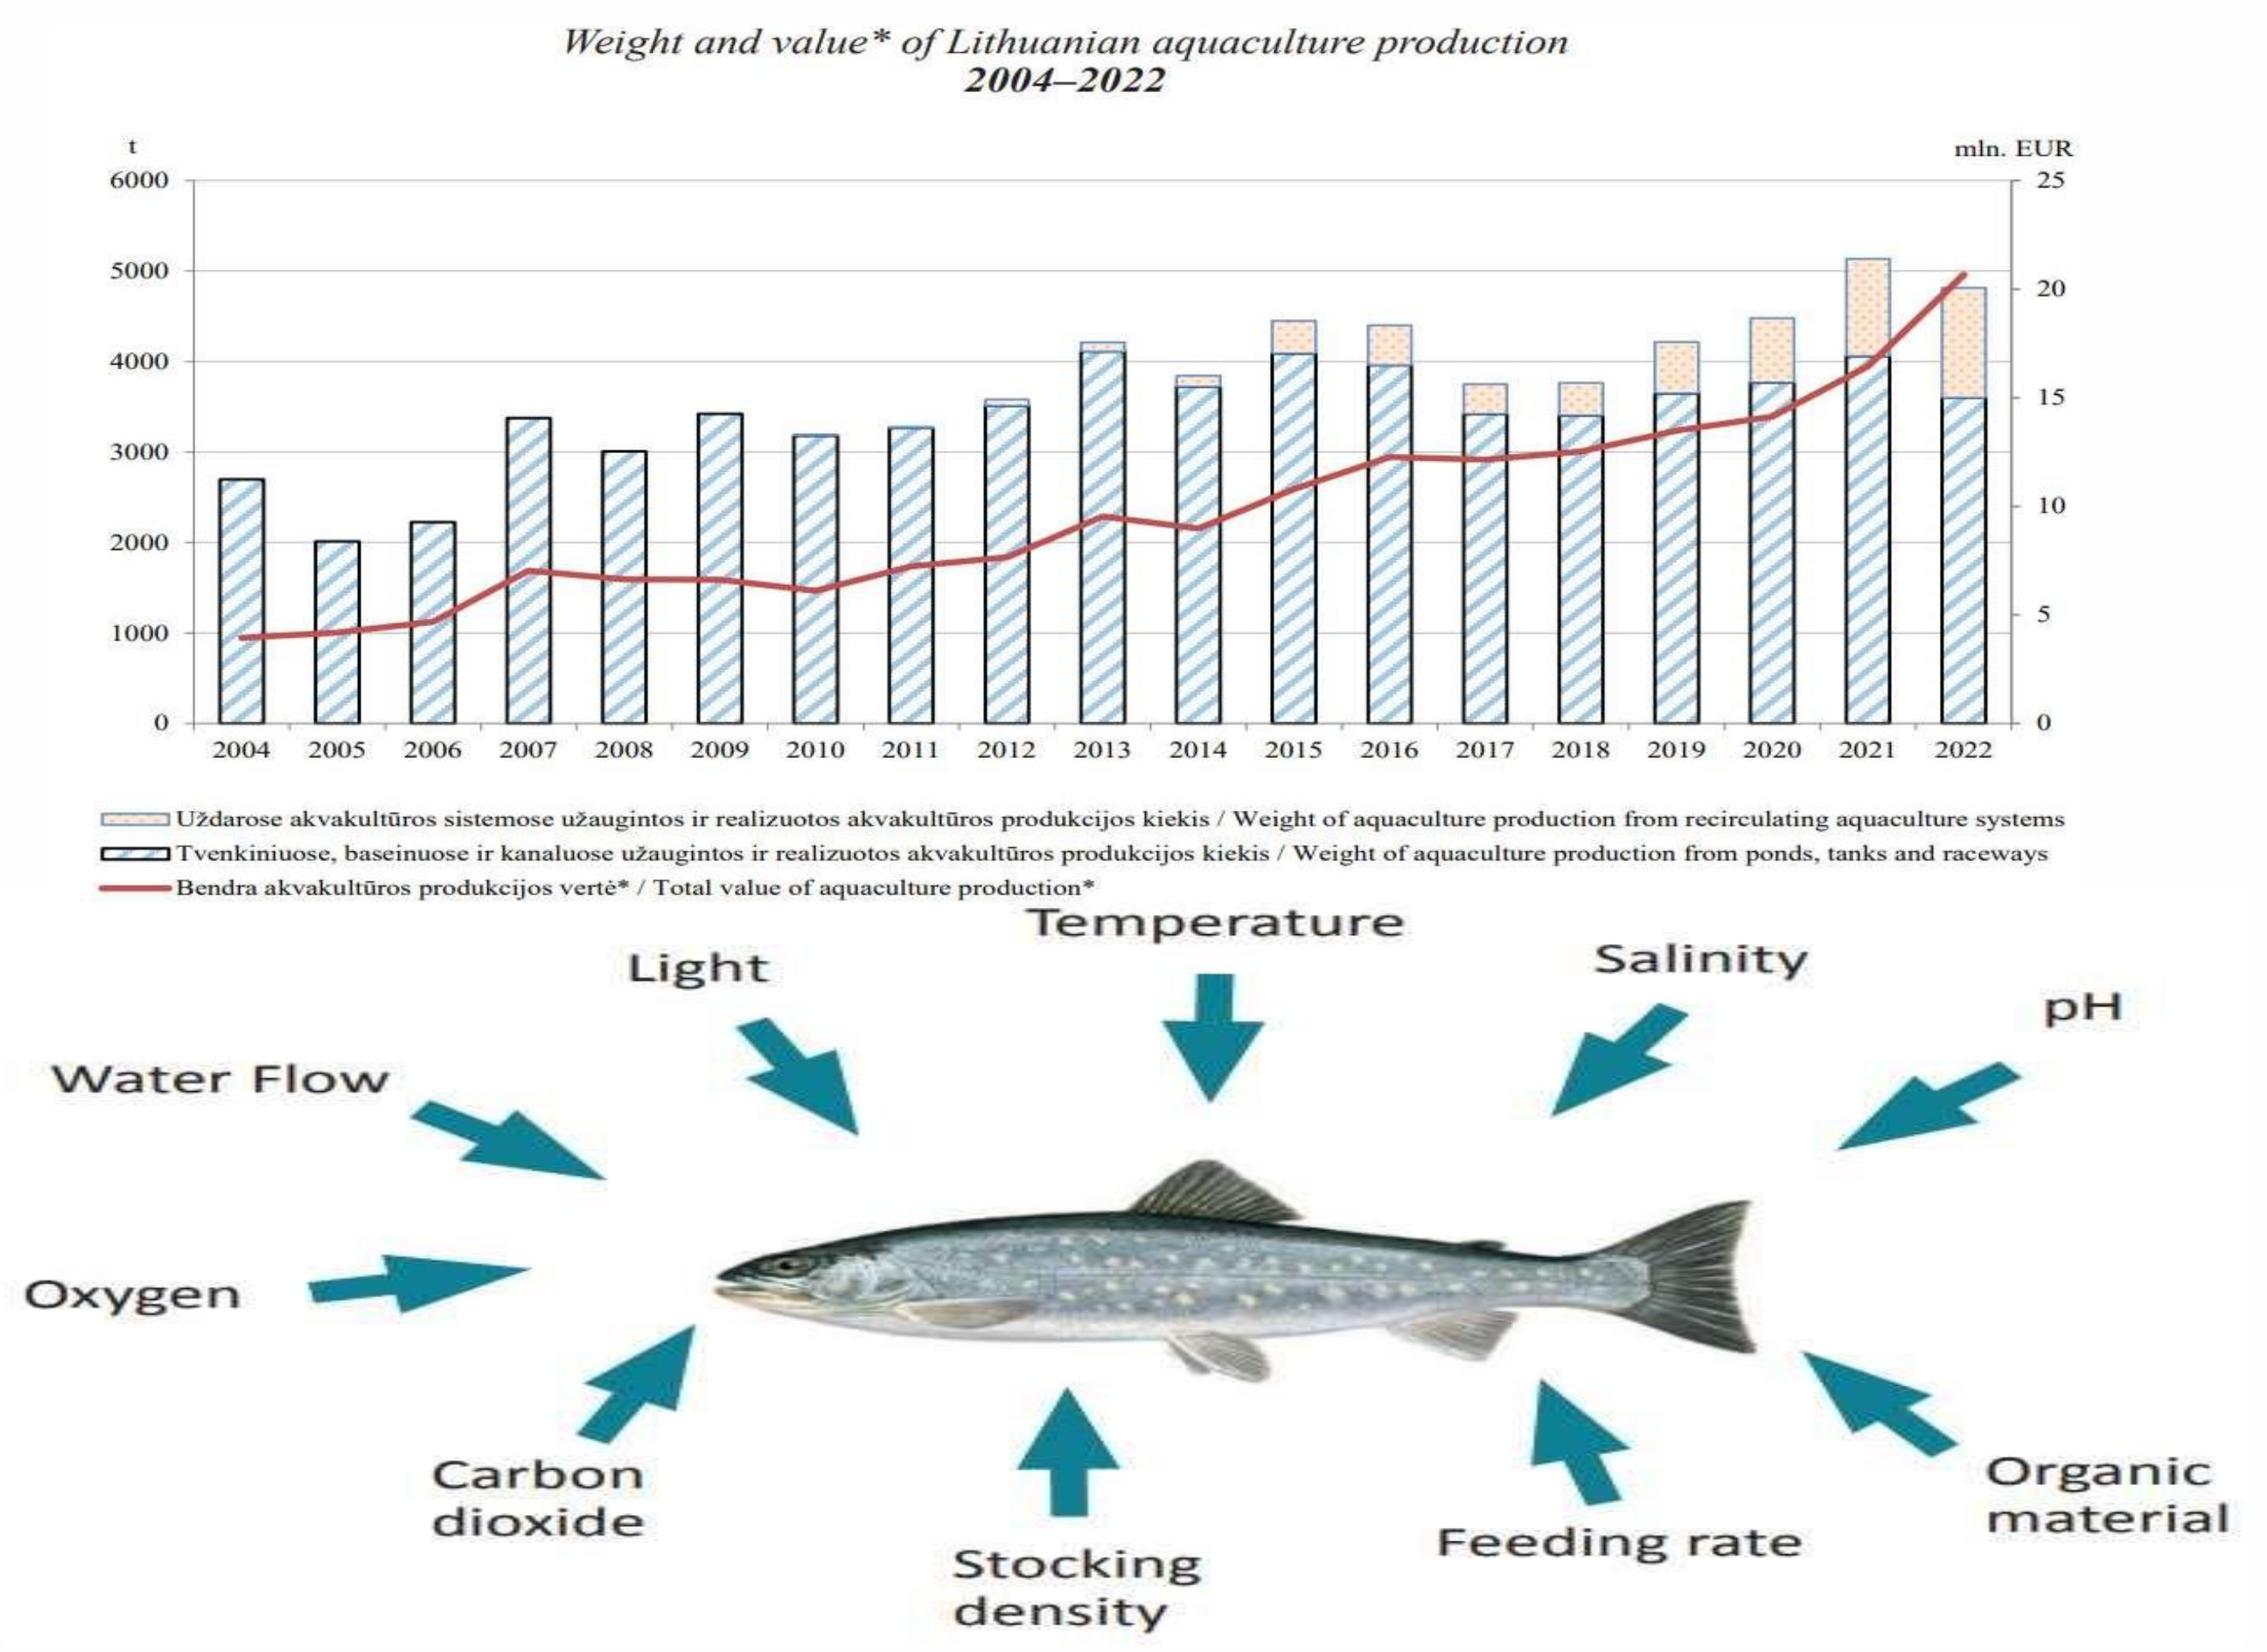 Weight and value* of Lithuanian aquaculture production
2004–2022
t
mln. EUR
6000
5000
4000
3000
2000
1000
0
25
20
15
10
5
0
2004 2005 2006 2007 2008 2009 2010 2011 2012 2013 2014 2015 2016 2017 2018 2019 2020 2021 2022
Uždarose akvakultūros sistemose užaugintos ir realizuotos akvakultūros produkcijos kiekis / Weight of aquaculture production from recirculating aquaculture systems
Tvenkiniuose, baseinuose ir kanaluose užaugintos ir realizuotos akvakultūros produkcijos kiekis / Weight of aquaculture production from ponds, tanks and raceways
Bendra akvakultūros produkcijos vertė* / Total value of aquaculture production*
Temperature
Light
Salinity
pH
Water Flow
Oxygen
Carbon
dioxide
Stocking
density
Feeding rate
Organic
material